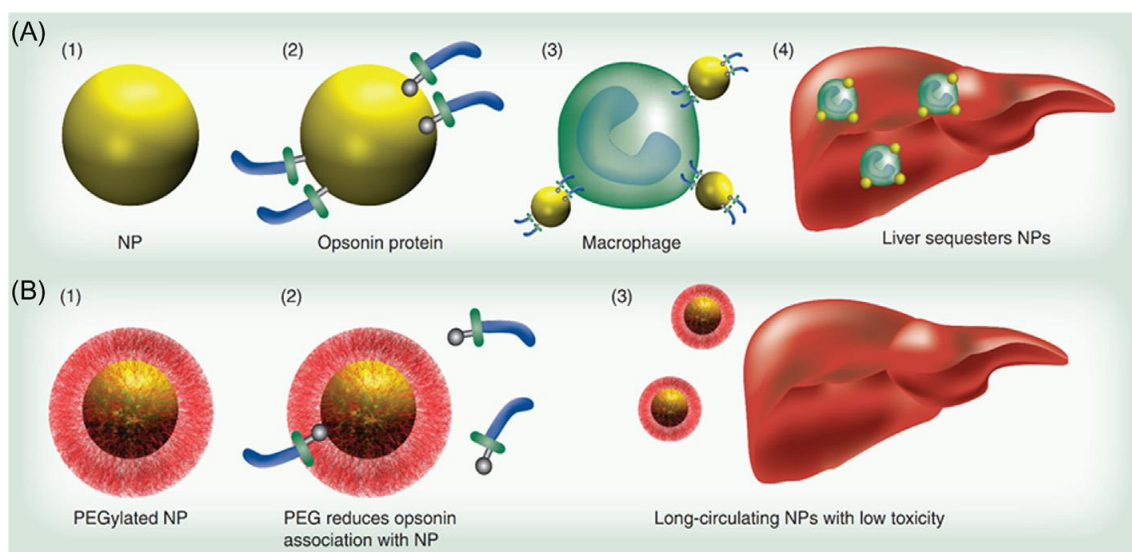 (A)
(1)
(2)
(3)
(4)
NP
Opsonin protein
Macrophage
Liver sequesters NPs
(B)
(1)
(2)
(3)
PEGylated NP
PEG reduces opsonin
association with NP
Long-circulating NPs with low toxicity